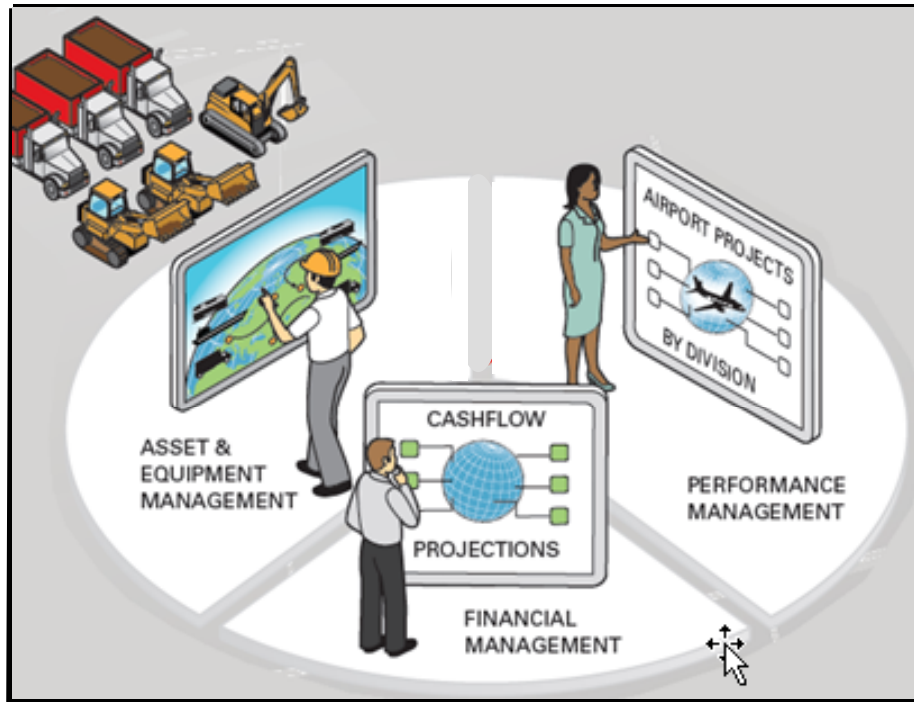 AIRPORT PROJECTS
BY DIVISION
CASHFLOW
PROJECTIONS
ASSET &
EQUIPMENT
MANAGEMENT
PERFORMANCE
MANAGEMENT
FINANCIAL
MANAGEMENT